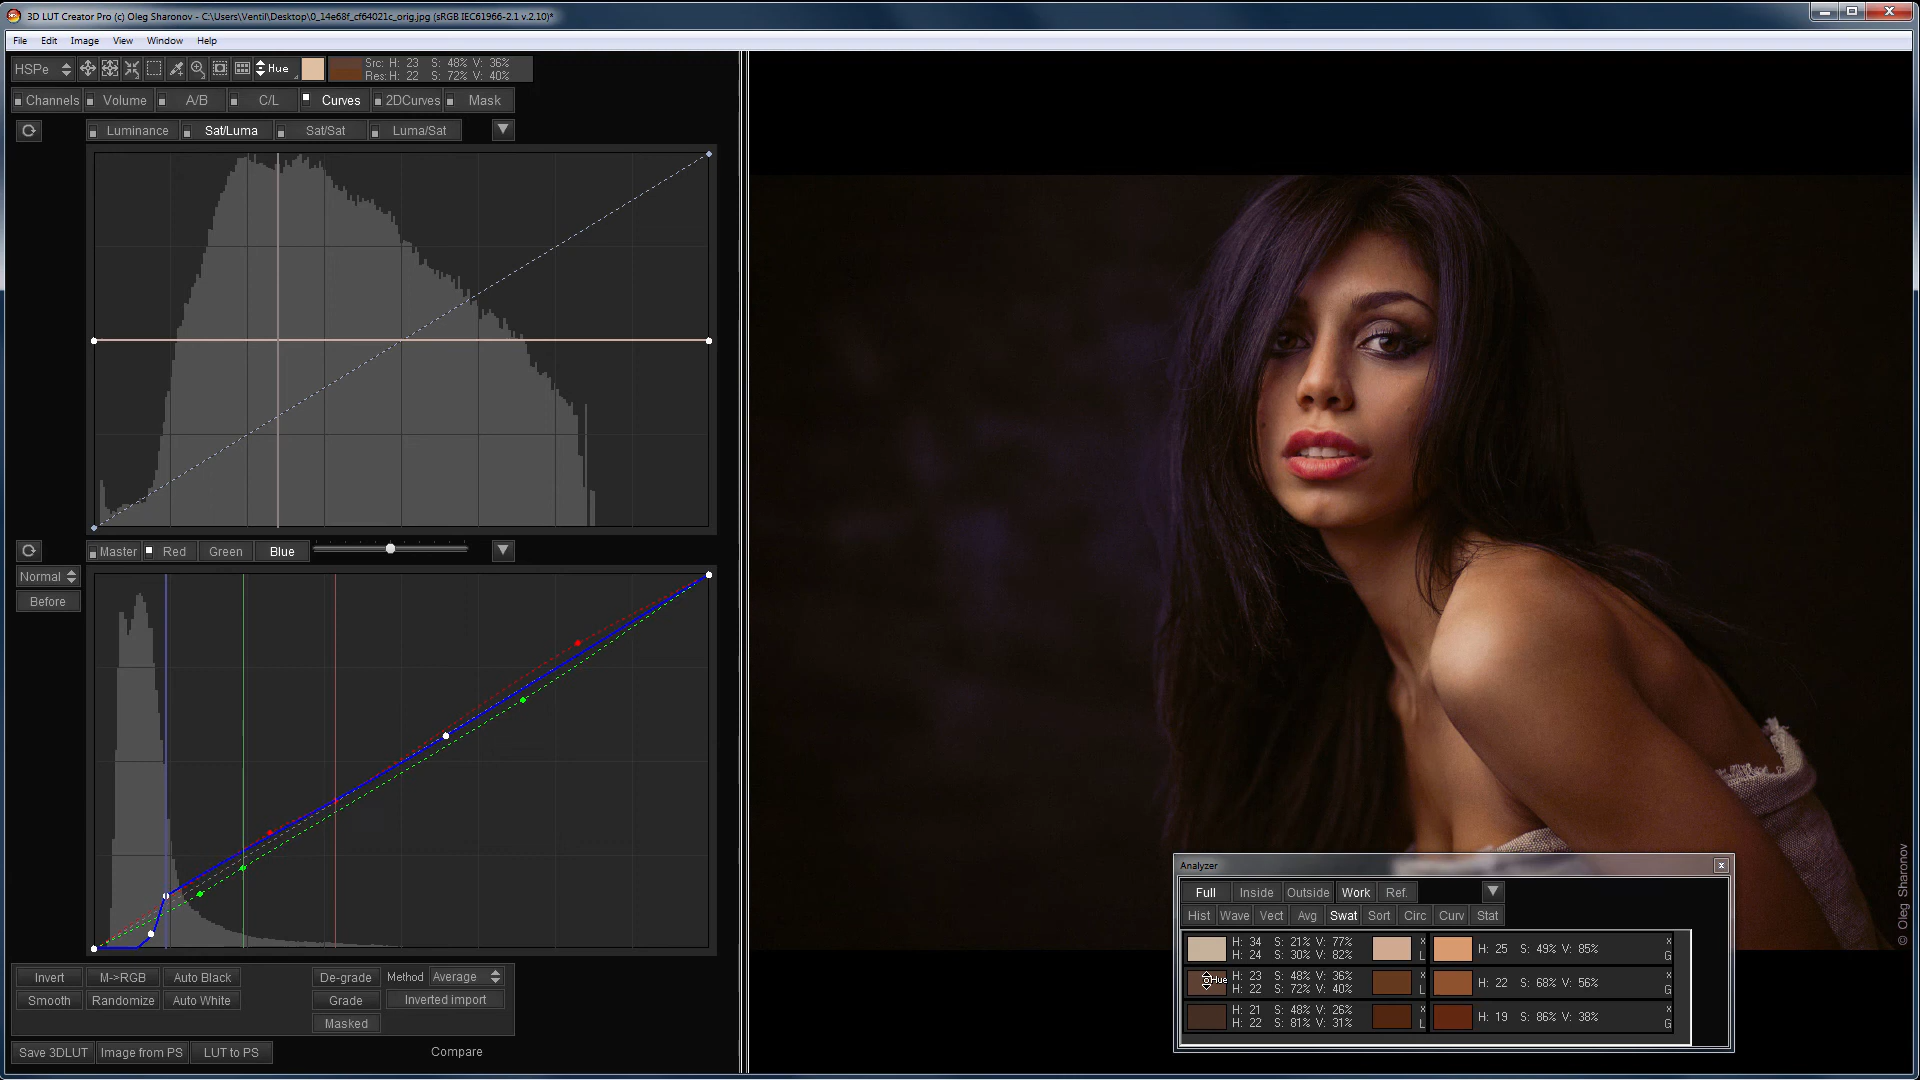 3D LUT Creator Pro (c) Oleg Sharonov - C:\Users\Ventil\Desktop\0_14e68f_cf64021c_orig.jpg (sRGB IEC61966-2.1 v.2.10)*
File Edit Image View Window Help
HSPe Hue Src: H: 23 S: 48% V: 36%
Res: H: 22 S: 72% V: 40%
Channels Volume A/B C/L Curves 2DCurves Mask
Luminance Sat/Luma Sat/Sat Luma/Sat
Master Red Green Blue
Normal
Before
Invert M->RGB Auto Black De-grade Method Average
Smooth Randomize Auto White Grade Inverted import
Masked
Save 3DLUT Image from PS LUT to PS Compare
© Oleg Sharonov
Analyzer
Full Inside Outside Work Ref.
Hist Wave Vect Avg Swat Sort Circ Curv Stat
H: 34 S: 21% V: 77% X X
H: 24 S: 30% V: 82% L H: 25 S: 49% V: 85% G
Hue H: 23 S: 48% V: 36% X X
H: 22 S: 72% V: 40% L H: 22 S: 68% V: 56% G
H: 21 S: 48% V: 26% X X
H: 22 S: 81% V: 31% L H: 19 S: 86% V: 38% G